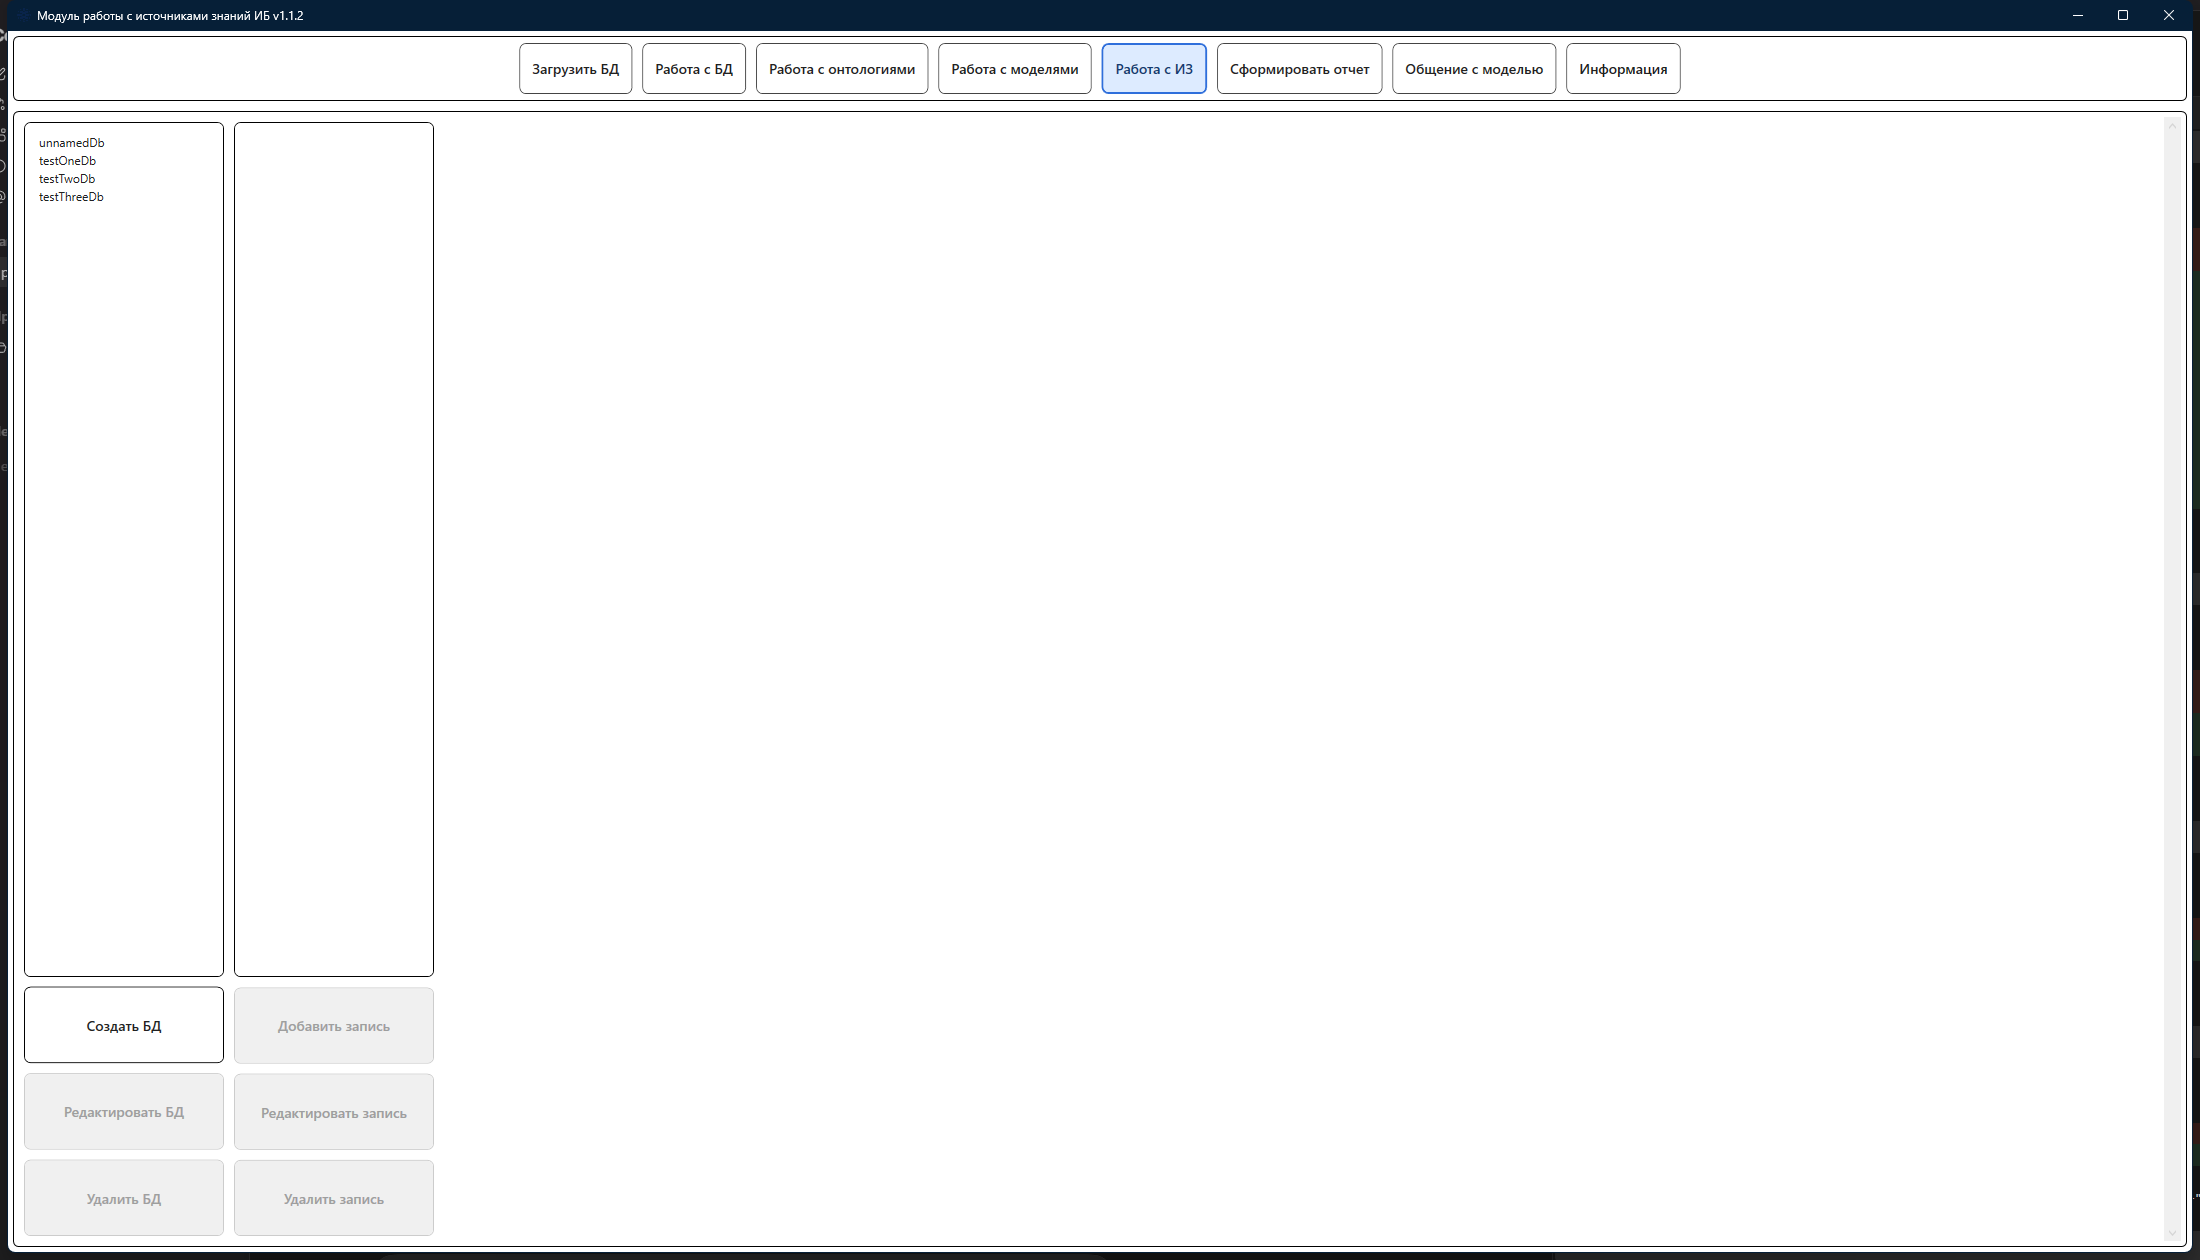 Модуль работы с источниками знаний ИБ v1.1.2
Загрузить БД
Работа с БД
Работа с онтологиями
Работа с моделями
Работа с ИЗ
Сформировать отчет
Общение с моделью
Информация
unnamedDb
testOneDb
testTwoDb
testThreeDb
Создать БД
Добавить запись
Редактировать БД
Редактировать запись
Удалить БД
Удалить запись